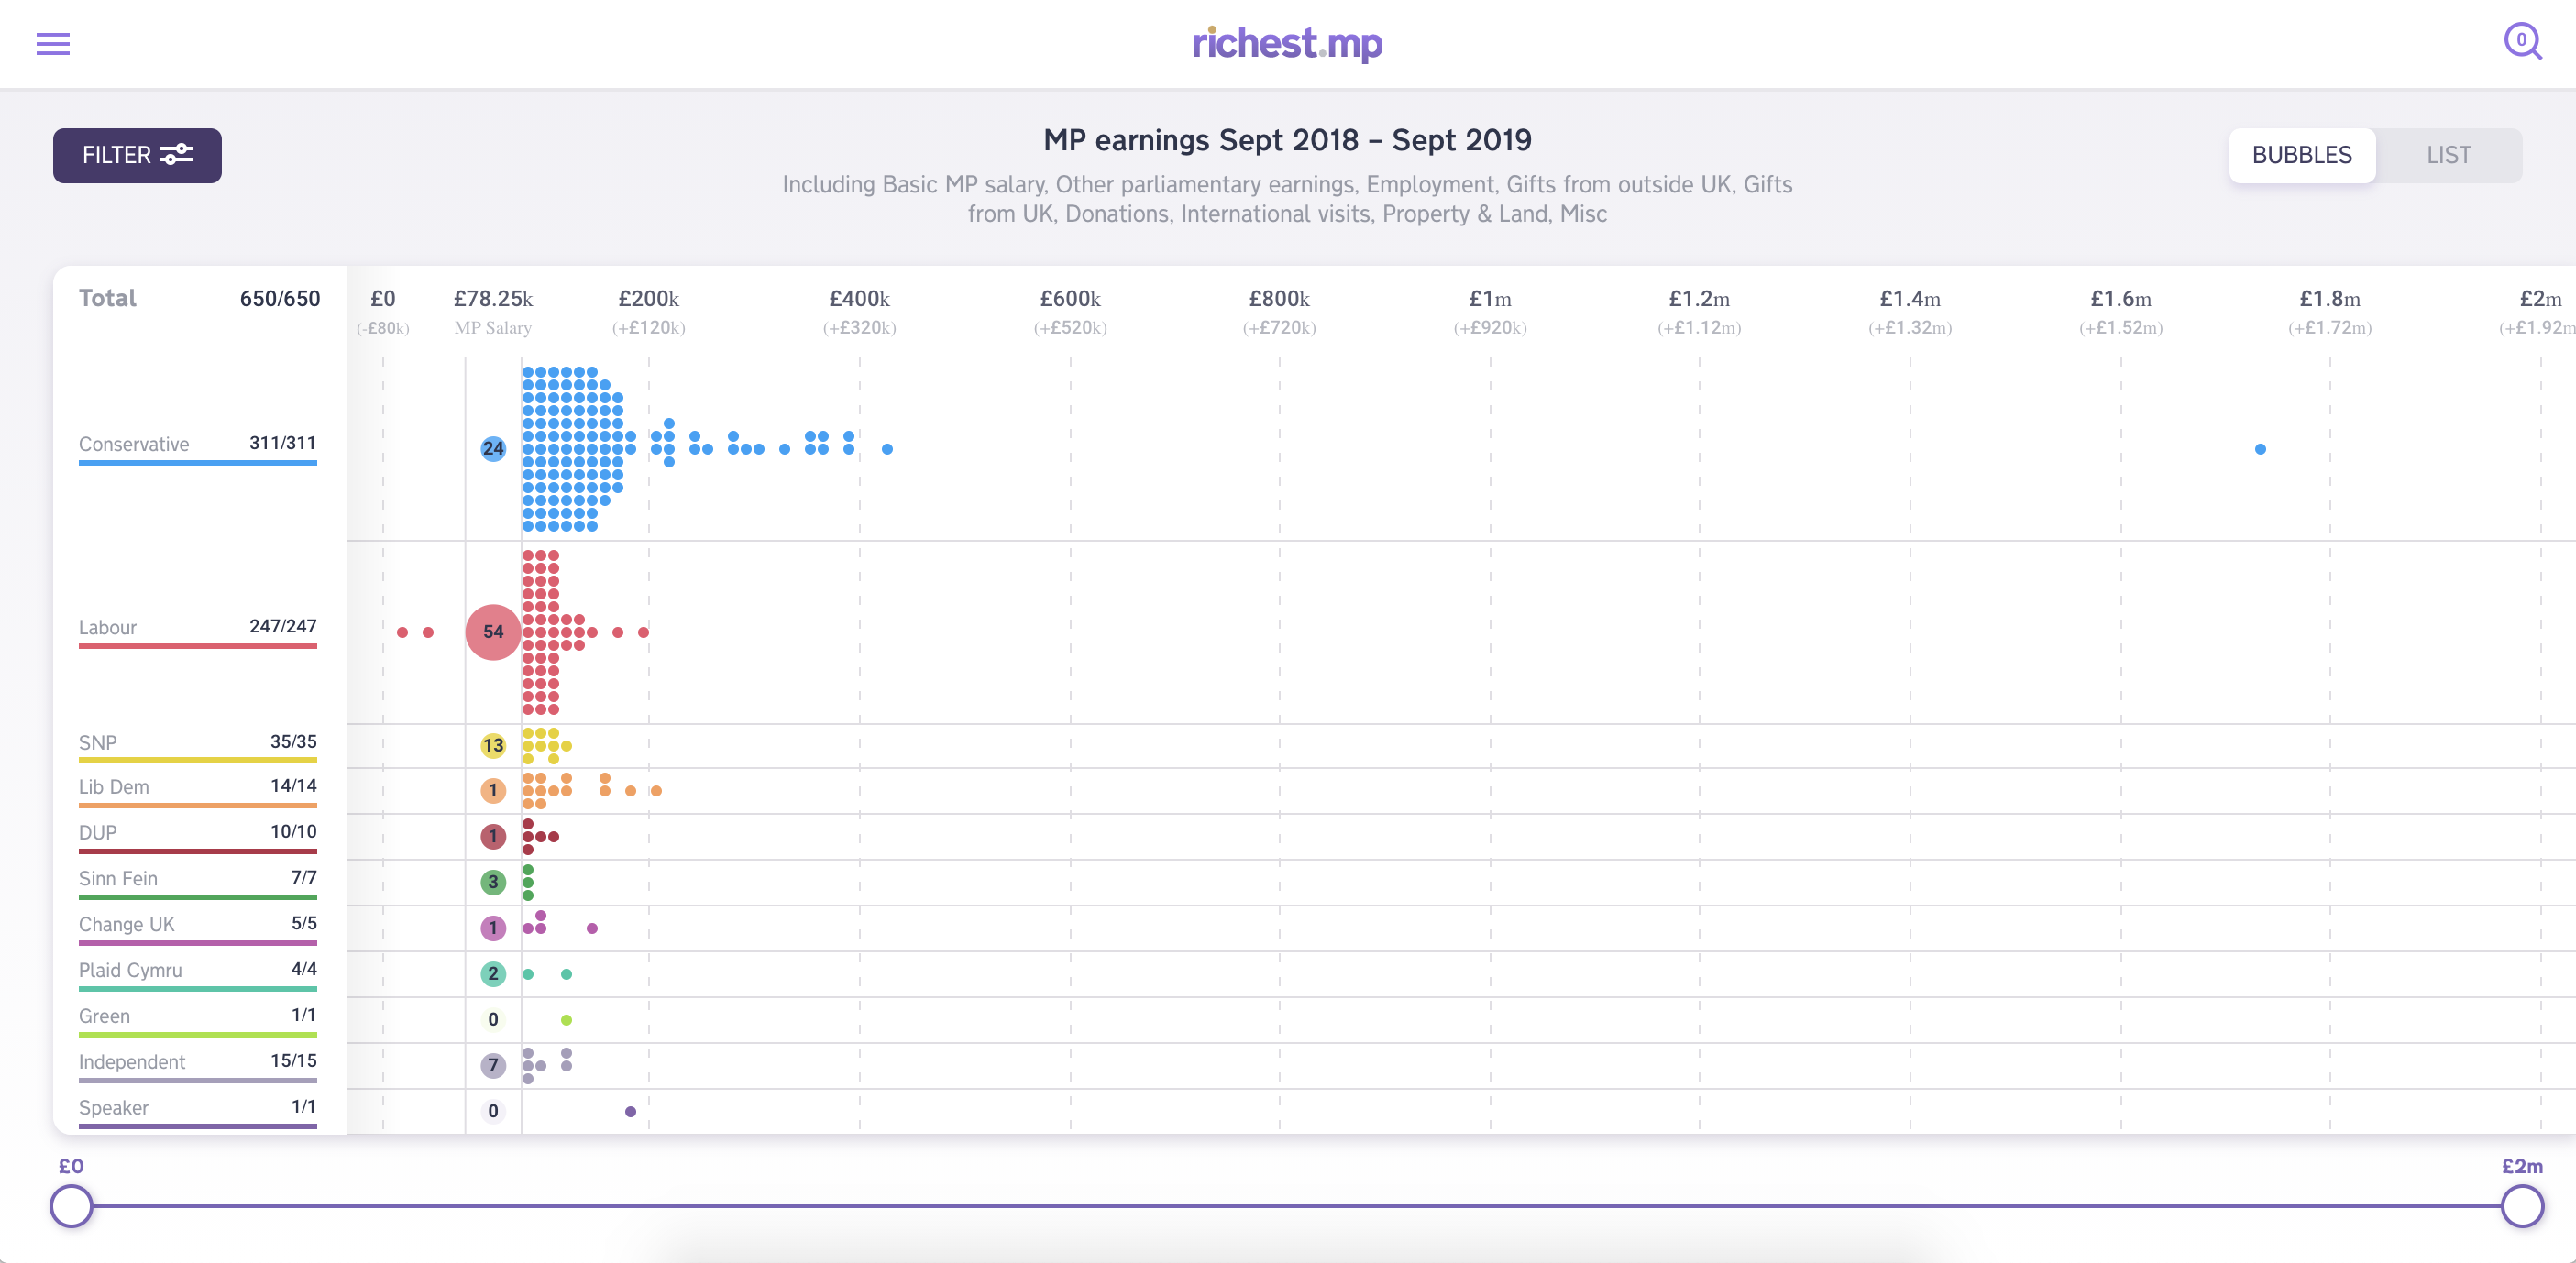 richest.mp
0
FILTER
MP earnings Sept 2018 – Sept 2019
Including Basic MP salary, Other parliamentary earnings, Employment, Gifts from outside UK, Gifts
from UK, Donations, International visits, Property & Land, Misc
BUBBLES
LIST
Total 650/650
£0 £78.25k £200k £400k £600k £800k £1m £1.2m £1.4m £1.6m £1.8m £2m
(-£80k) MP Salary (+£120k) (+£320k) (+£520k) (+£720k) (+£920k) (+£1.12m) (+£1.32m) (+£1.52m) (+£1.72m) (+£1.92m
Conservative 311/311 24
Labour 247/247 54
SNP 35/35 13
Lib Dem 14/14 1
DUP 10/10 1
Sinn Fein 7/7 3
Change UK 5/5 1
Plaid Cymru 4/4 2
Green 1/1 0
Independent 15/15 7
Speaker 1/1 0
£0 £2m